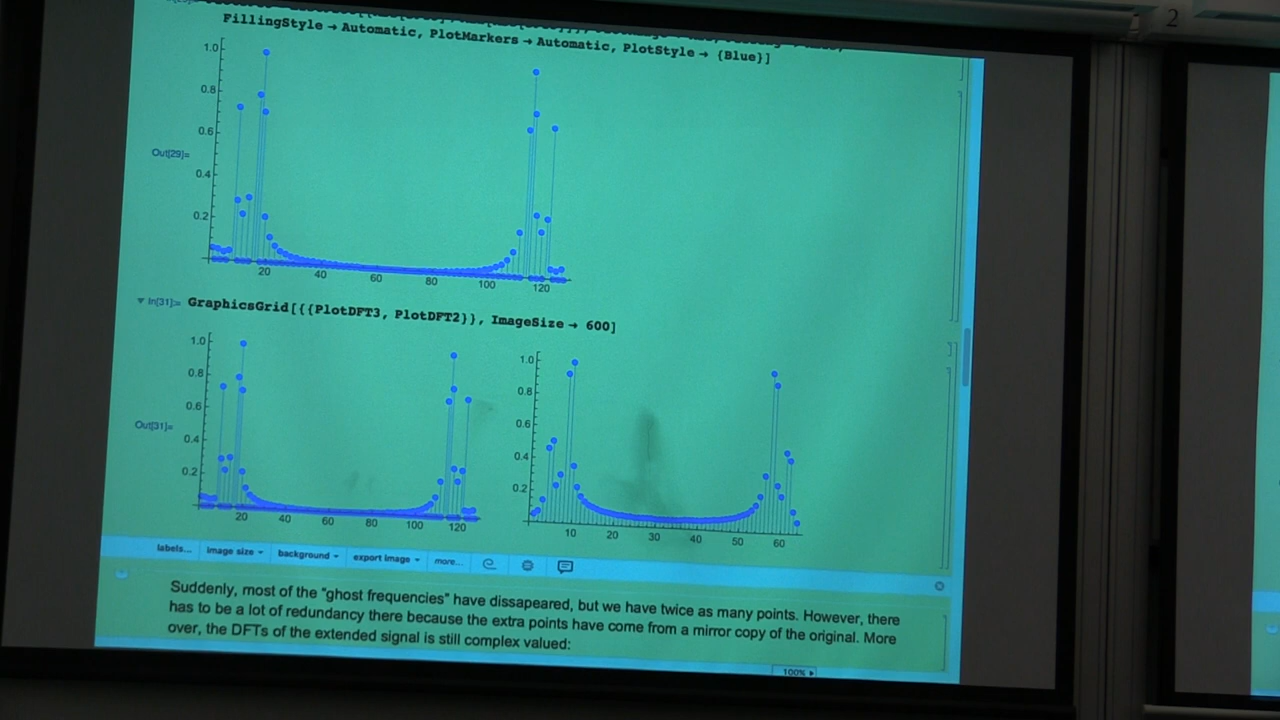 FillingStyle → Automatic, PlotMarkers → Automatic, PlotStyle → {Blue}]
2
1.0
0.8
0.6
0.4
0.2
Out[29]=
20 40 60 80 100 120
In[31]:= GraphicsGrid[{{PlotDFT3, PlotDFT2}}, ImageSize → 600]
1.0
0.8
0.6
0.4
0.2
Out[31]=
20 40 60 80 100 120
1.0
0.8
0.6
0.4
0.2
10 20 30 40 50 60
labels... image size background export image more...
Suddenly, most of the "ghost frequencies" have dissapeared, but we have twice as many points. However, there
has to be a lot of redundancy there because the extra points have come from a mirror copy of the original. More
over, the DFTs of the extended signal is still complex valued:
100%